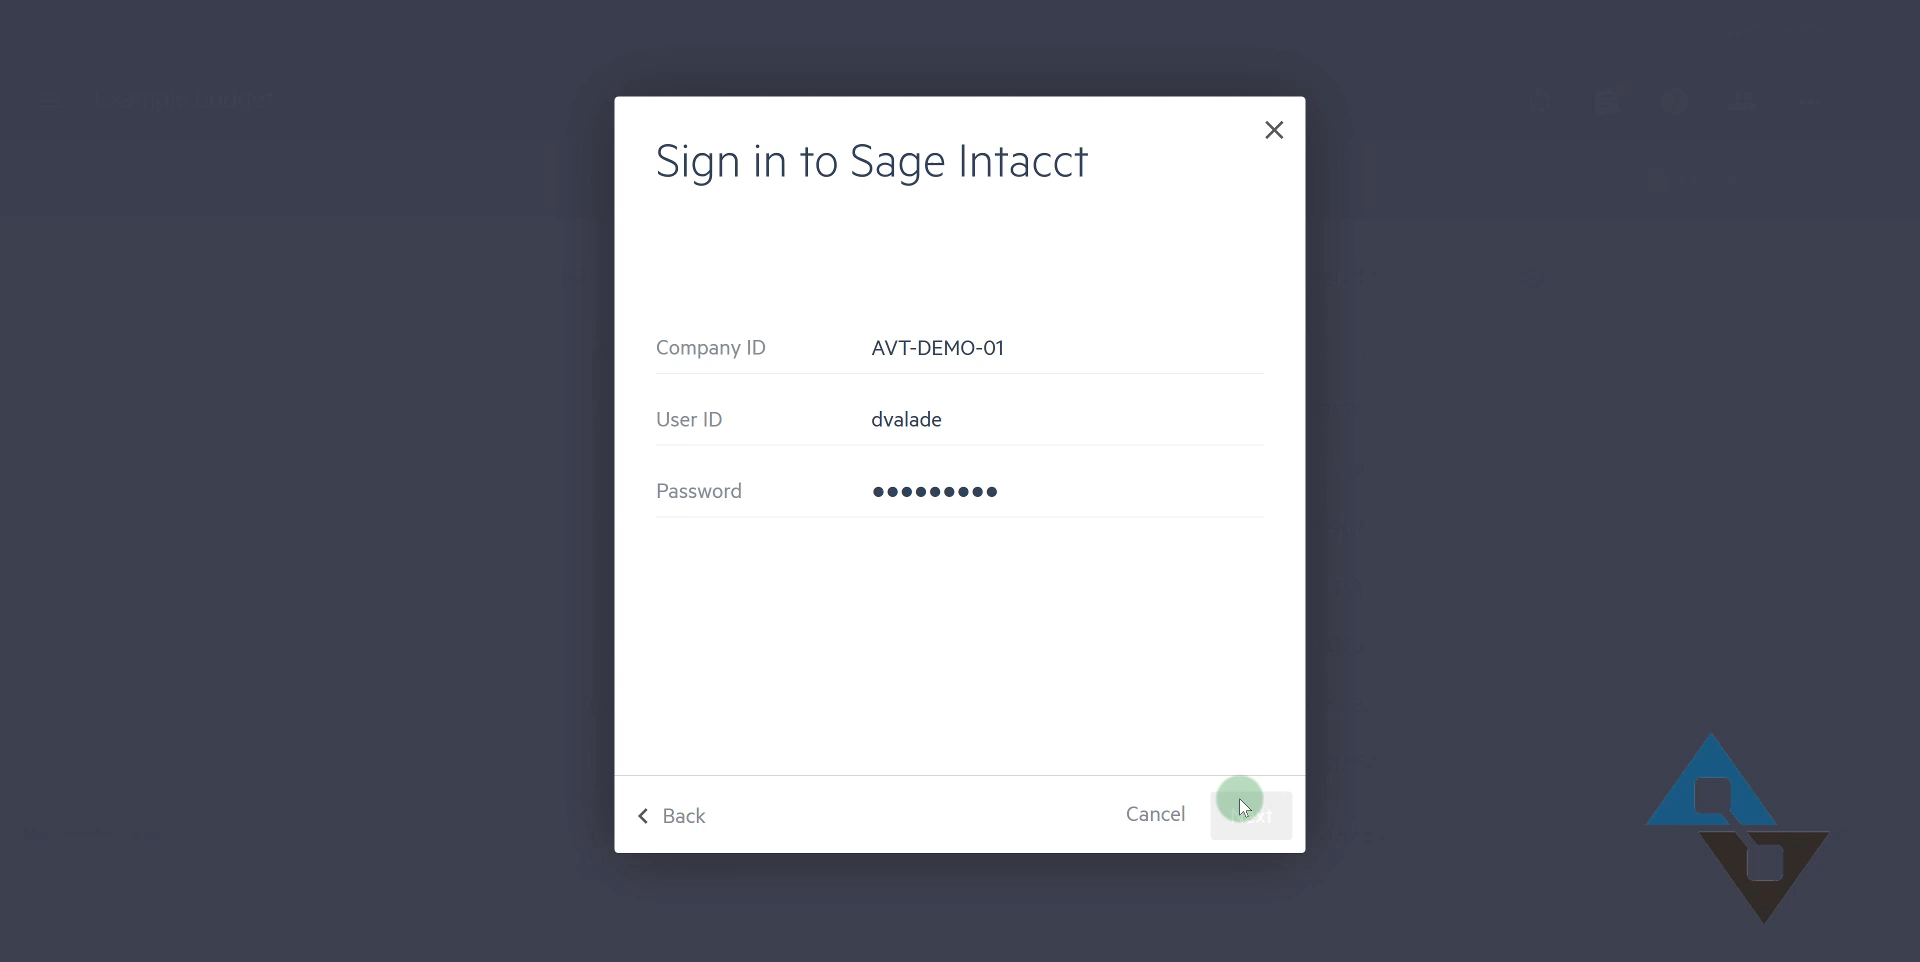 Sign in to Sage Intacct
Company ID AVT-DEMO-01
User ID dvalade
Password ●●●●●●●●●
Back
Cancel